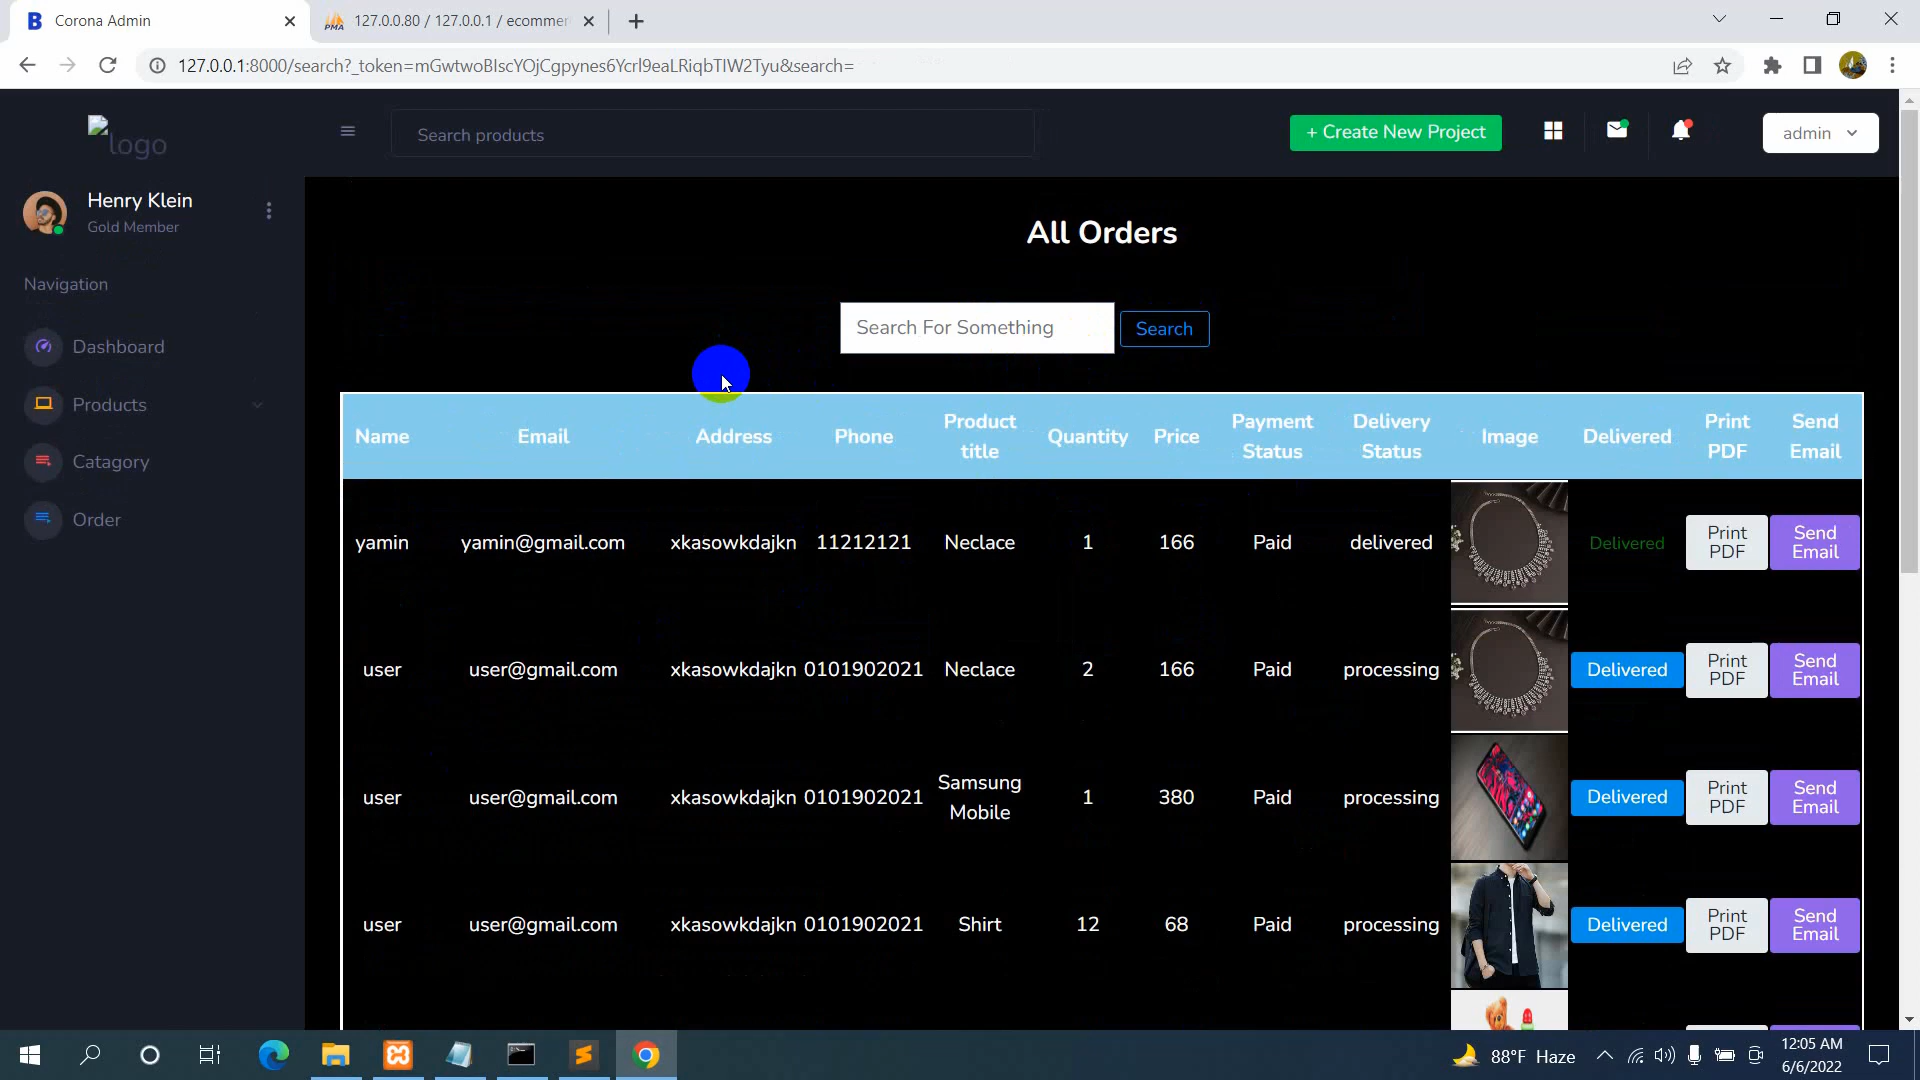 Corona Admin
127.0.0.80 / 127.0.0.1 / ecommer
127.0.0.1:8000/search?_token=mGwtwoBIscYOjCgpynes6Ycrl9eaLRiqbTIW2Tyu&search=
logo
Search products
+ Create New Project
admin
Henry Klein
Gold Member
Navigation
Dashboard
Products
Catagory
Order
All Orders
Search For Something
Search
Name Email Address Phone Product title Quantity Price Payment Status Delivery Status Image Delivered Print PDF Send Email
yamin yamin@gmail.com xkasowkdajkn 11212121 Neclace 1 166 Paid delivered Delivered Print PDF Send Email
user user@gmail.com xkasowkdajkn 0101902021 Neclace 2 166 Paid processing Delivered Print PDF Send Email
user user@gmail.com xkasowkdajkn 0101902021 Samsung Mobile 1 380 Paid processing Delivered Print PDF Send Email
user user@gmail.com xkasowkdajkn 0101902021 Shirt 12 68 Paid processing Delivered Print PDF Send Email
88°F Haze
12:05 AM
6/6/2022